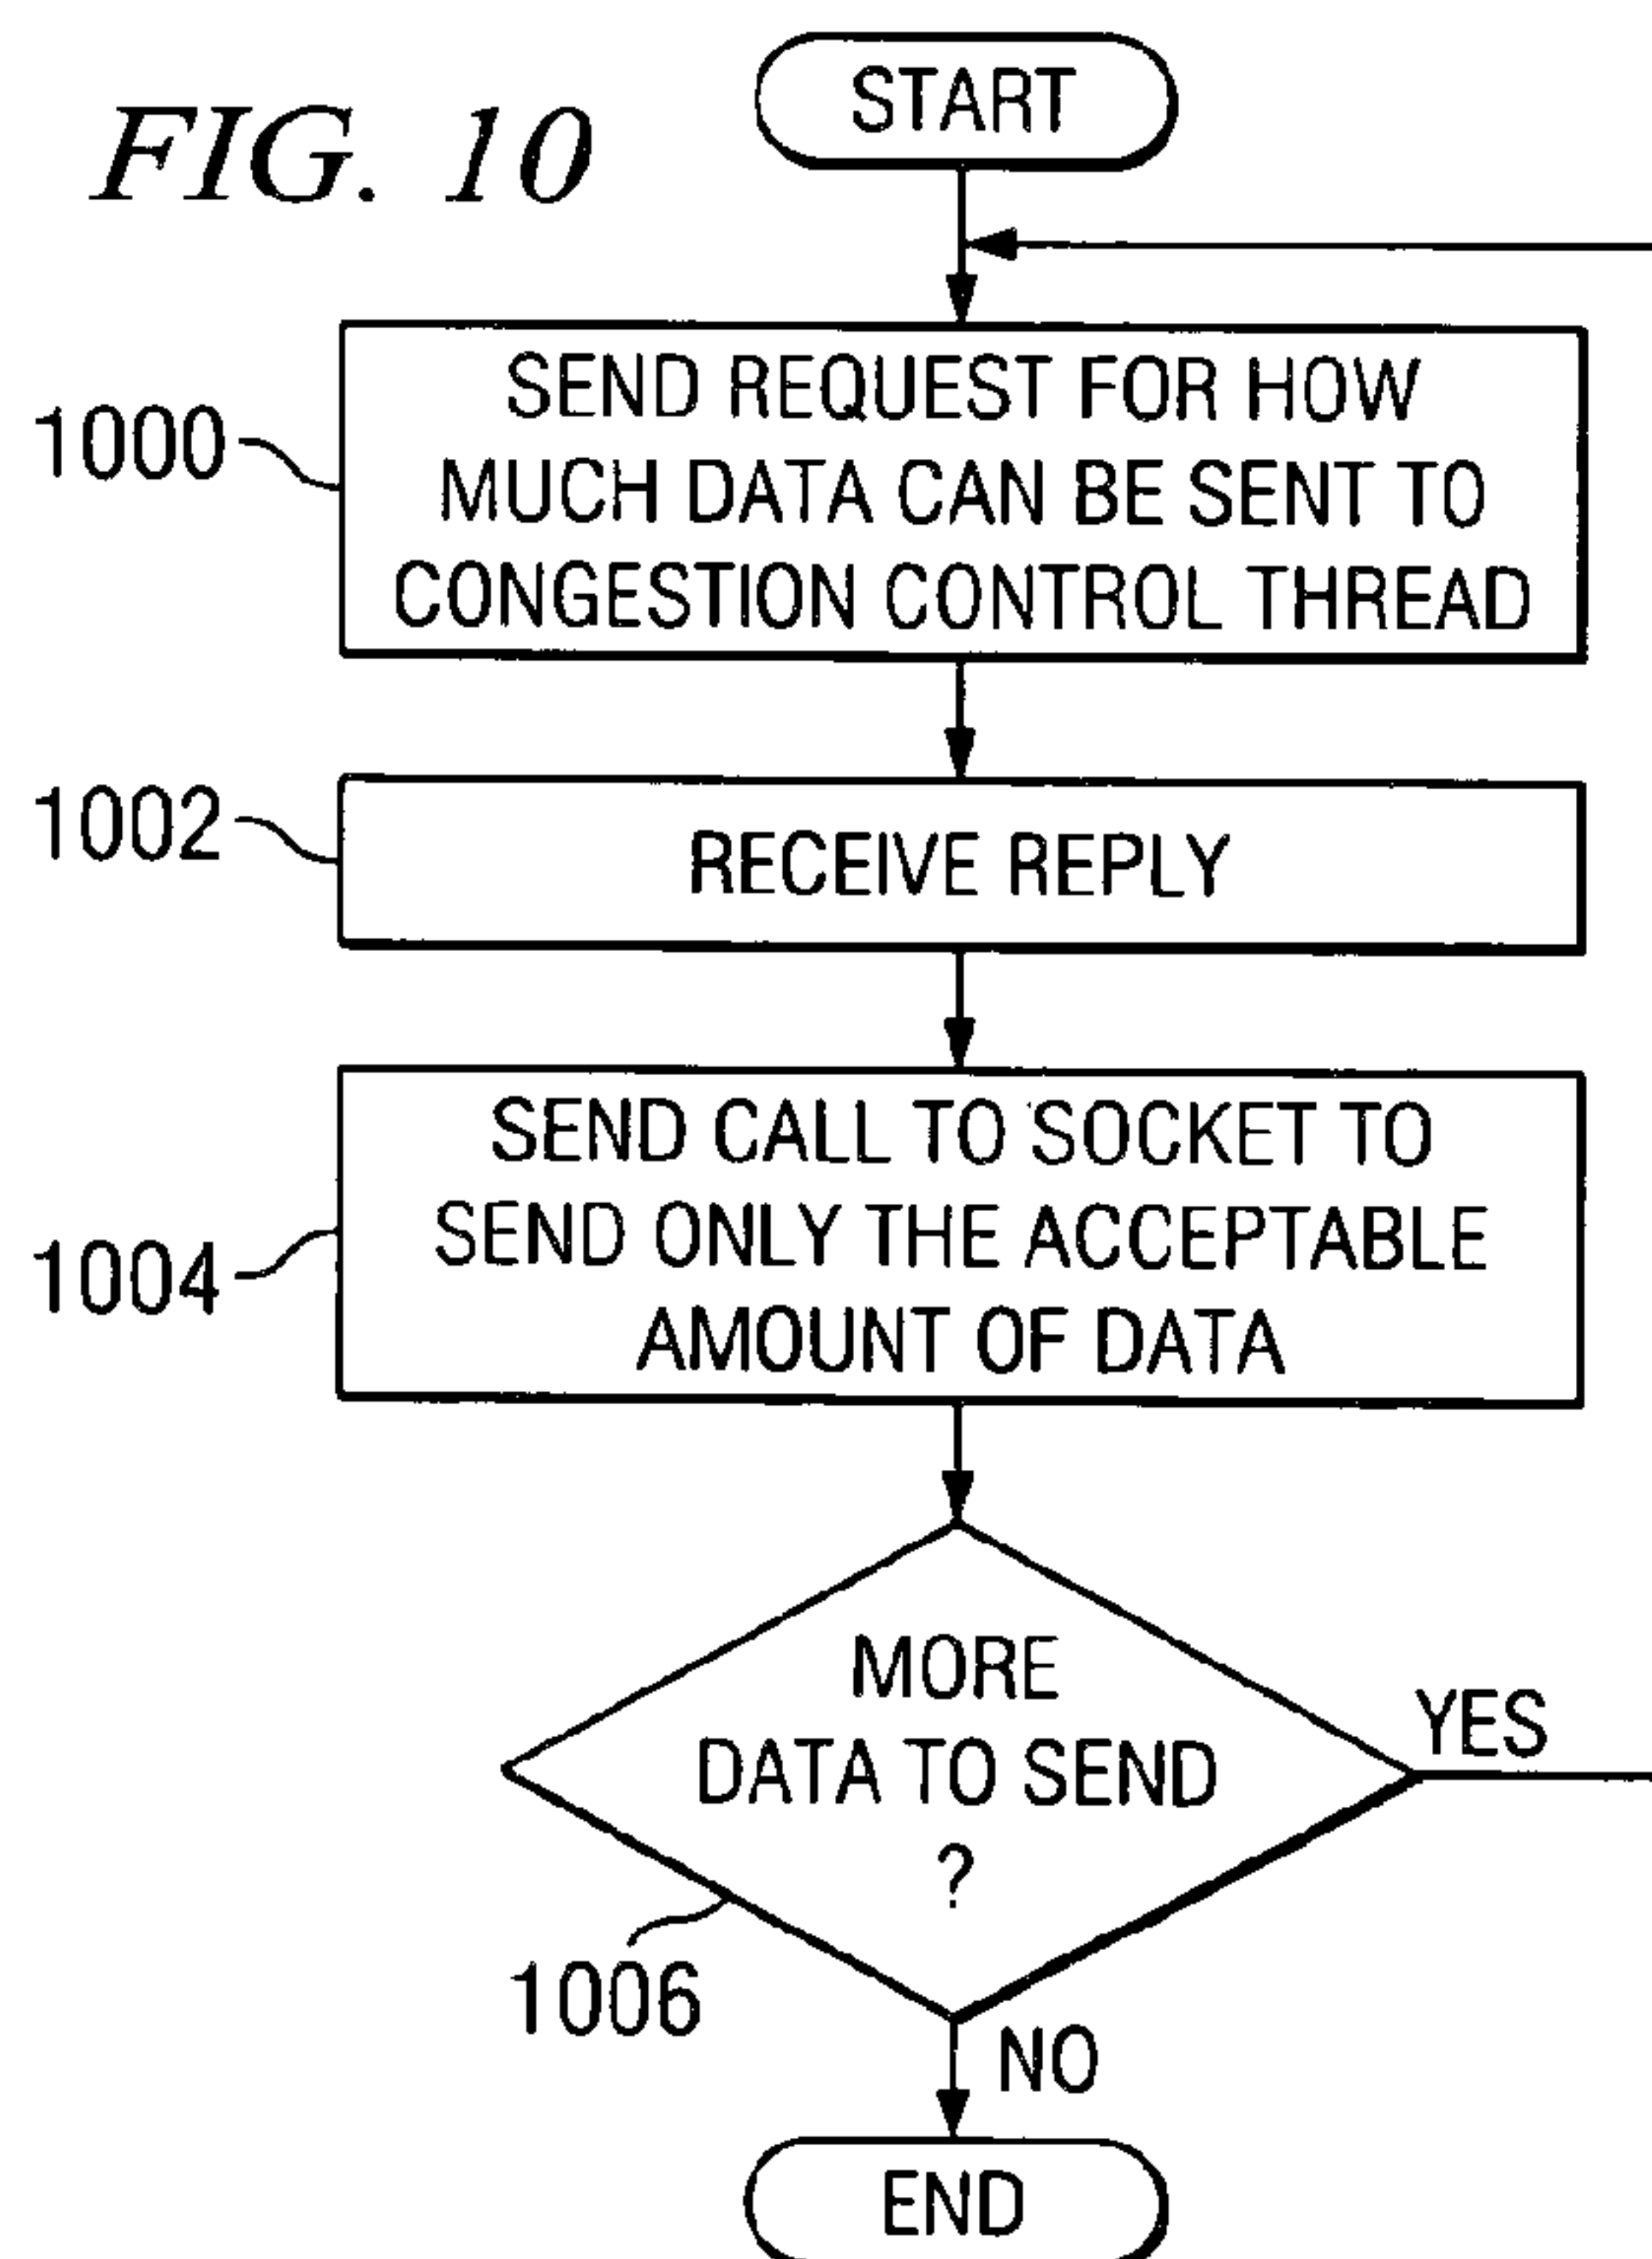 FIG. 10
START
1000
SEND REQUEST FOR HOW
MUCH DATA CAN BE SENT TO
CONGESTION CONTROL THREAD
1002
RECEIVE REPLY
1004
SEND CALL TO SOCKET TO
SEND ONLY THE ACCEPTABLE
AMOUNT OF DATA
MORE
DATA TO SEND
?
YES
1006
NO
END